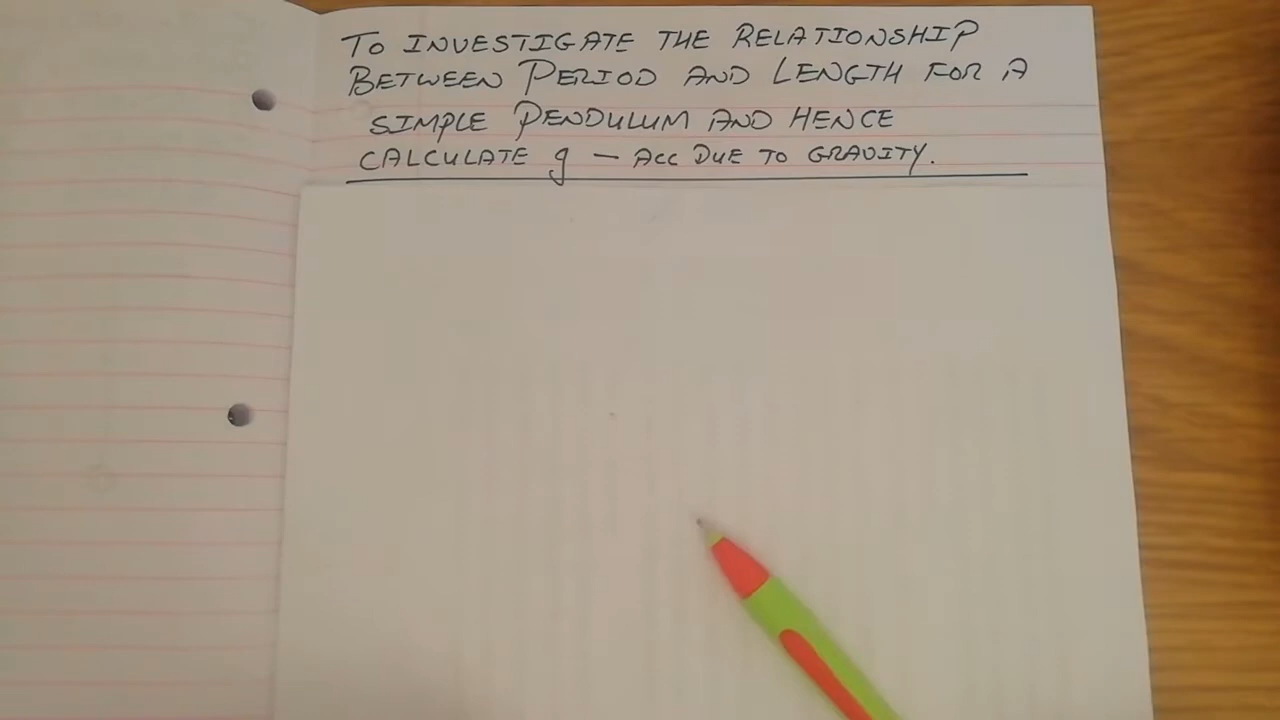 TO INVESTIGATE THE RELATIONSHIP
BETWEEN PERIOD AND LENGTH FOR A
SIMPLE PENDULUM AND HENCE
CALCULATE g – ACC DUE TO GRAVITY.